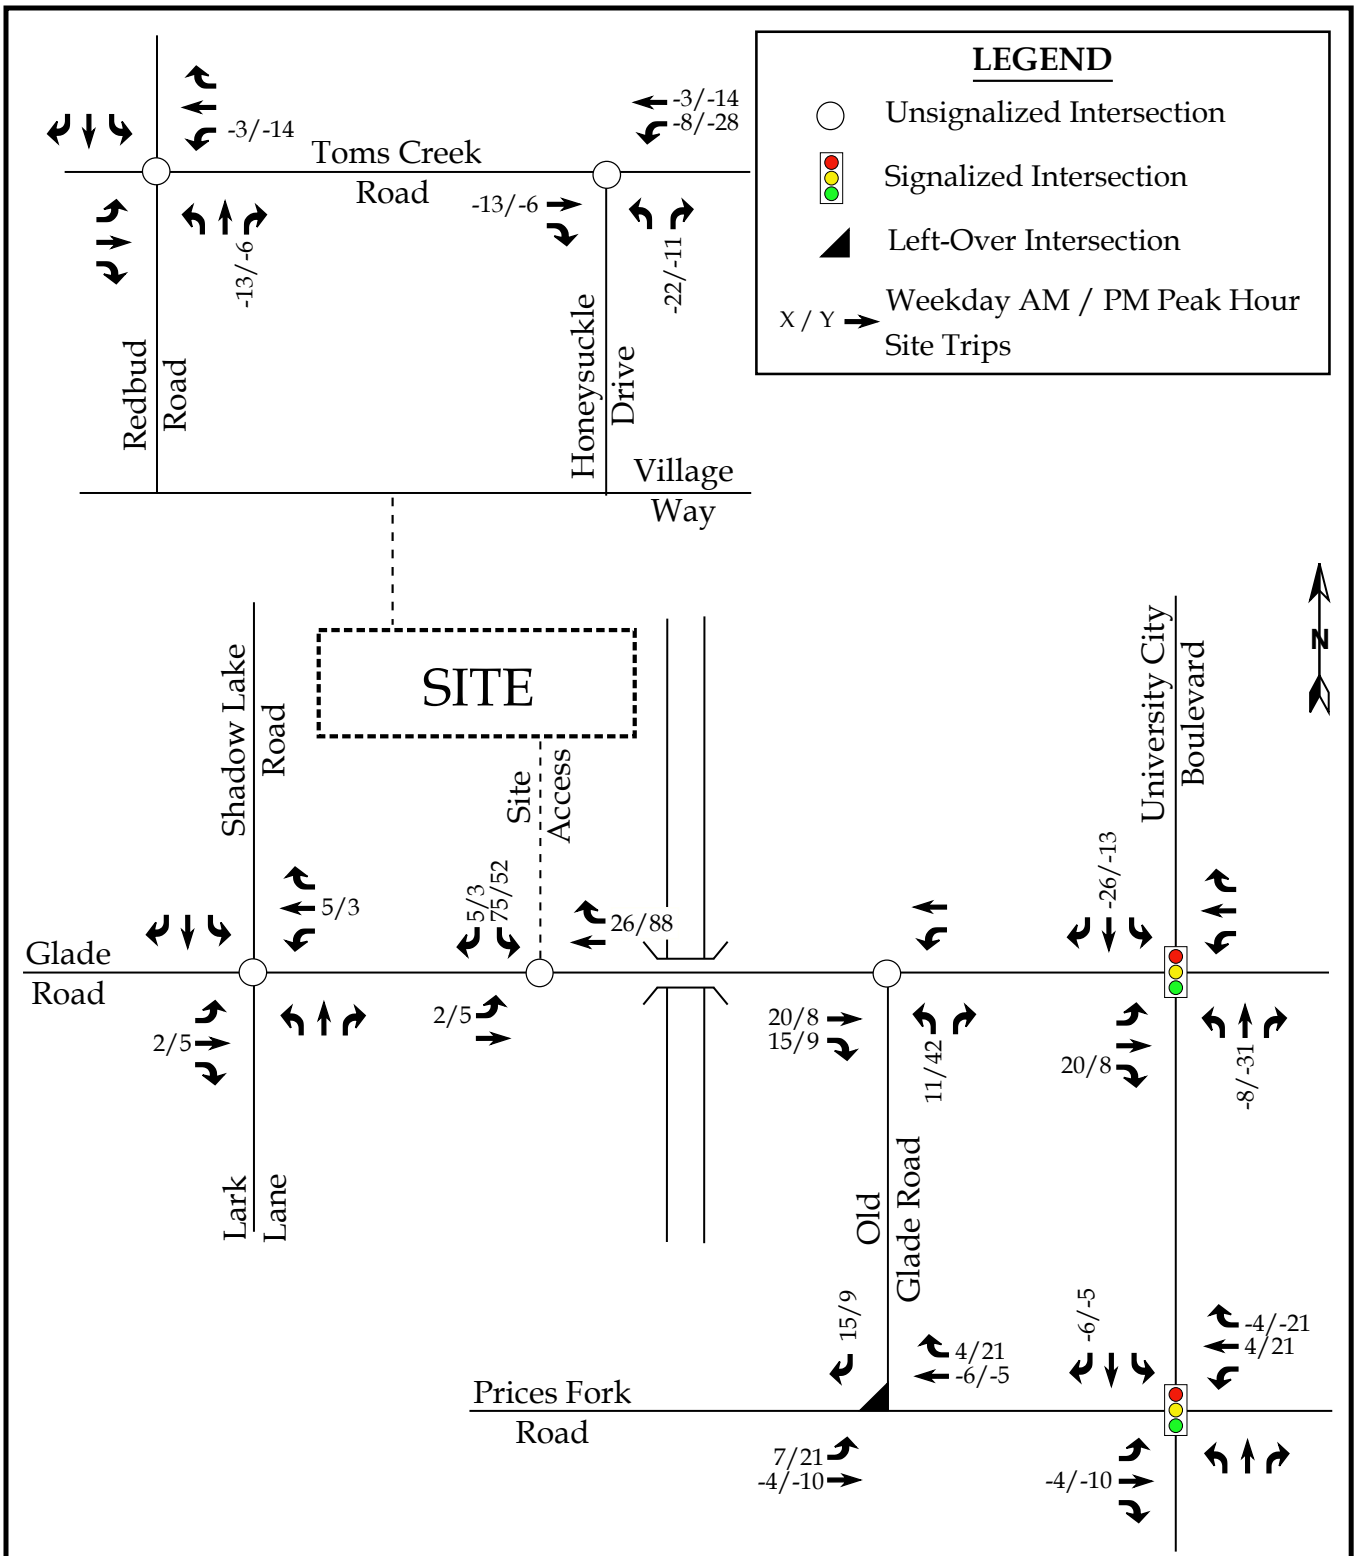 LEGEND
Unsignalized Intersection
Signalized Intersection
Left-Over Intersection
X / Y
Weekday AM / PM Peak Hour
Site Trips
-3/-14
Toms Creek
Road
-3/-14
-8/-28
-13/-6
-13/-6
-22/-11
Redbud
Road
Honeysuckle
Drive
Village
Way
N
SITE
Shadow Lake
Road
Site
Access
University City
Boulevard
5/3
5/3
75/52
26/88
-26/-13
Glade
Road
2/5
2/5
20/8
15/9
11/42
20/8
-8/-31
Lark
Lane
Old
Glade Road
15/9
4/21
-6/-5
-6/-5
-4/-21
4/21
Prices Fork
Road
7/21
-4/-10
-4/-10